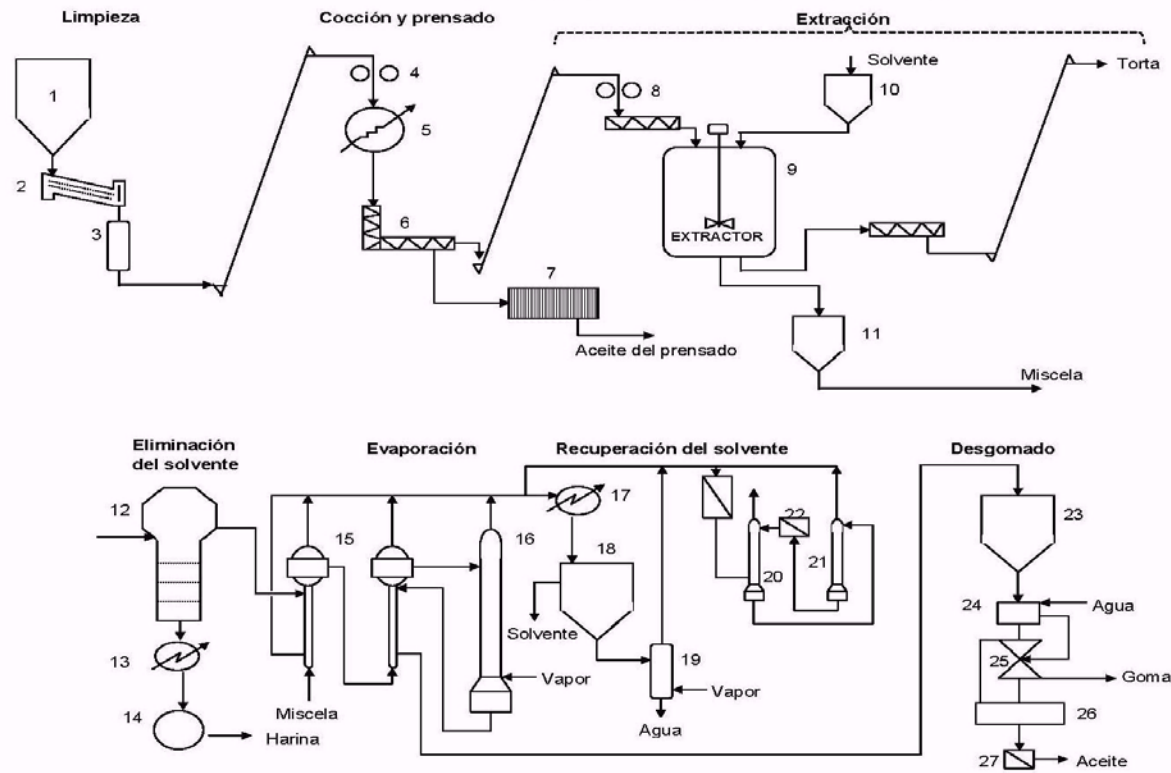 Limpieza
Cocción y prensado
Extracción
1
2
3
4
5
6
7
Aceite del prensado
8
Solvente
10
Torta
9
EXTRACTOR
11
Miscela
Eliminación
del solvente
Evaporación
Recuperación del solvente
Desgomado
12
13
14
Harina
15
Miscela
16
Vapor
17
18
Solvente
19
Vapor
Agua
20
22
21
23
24
Agua
25
Goma
26
27
Aceite